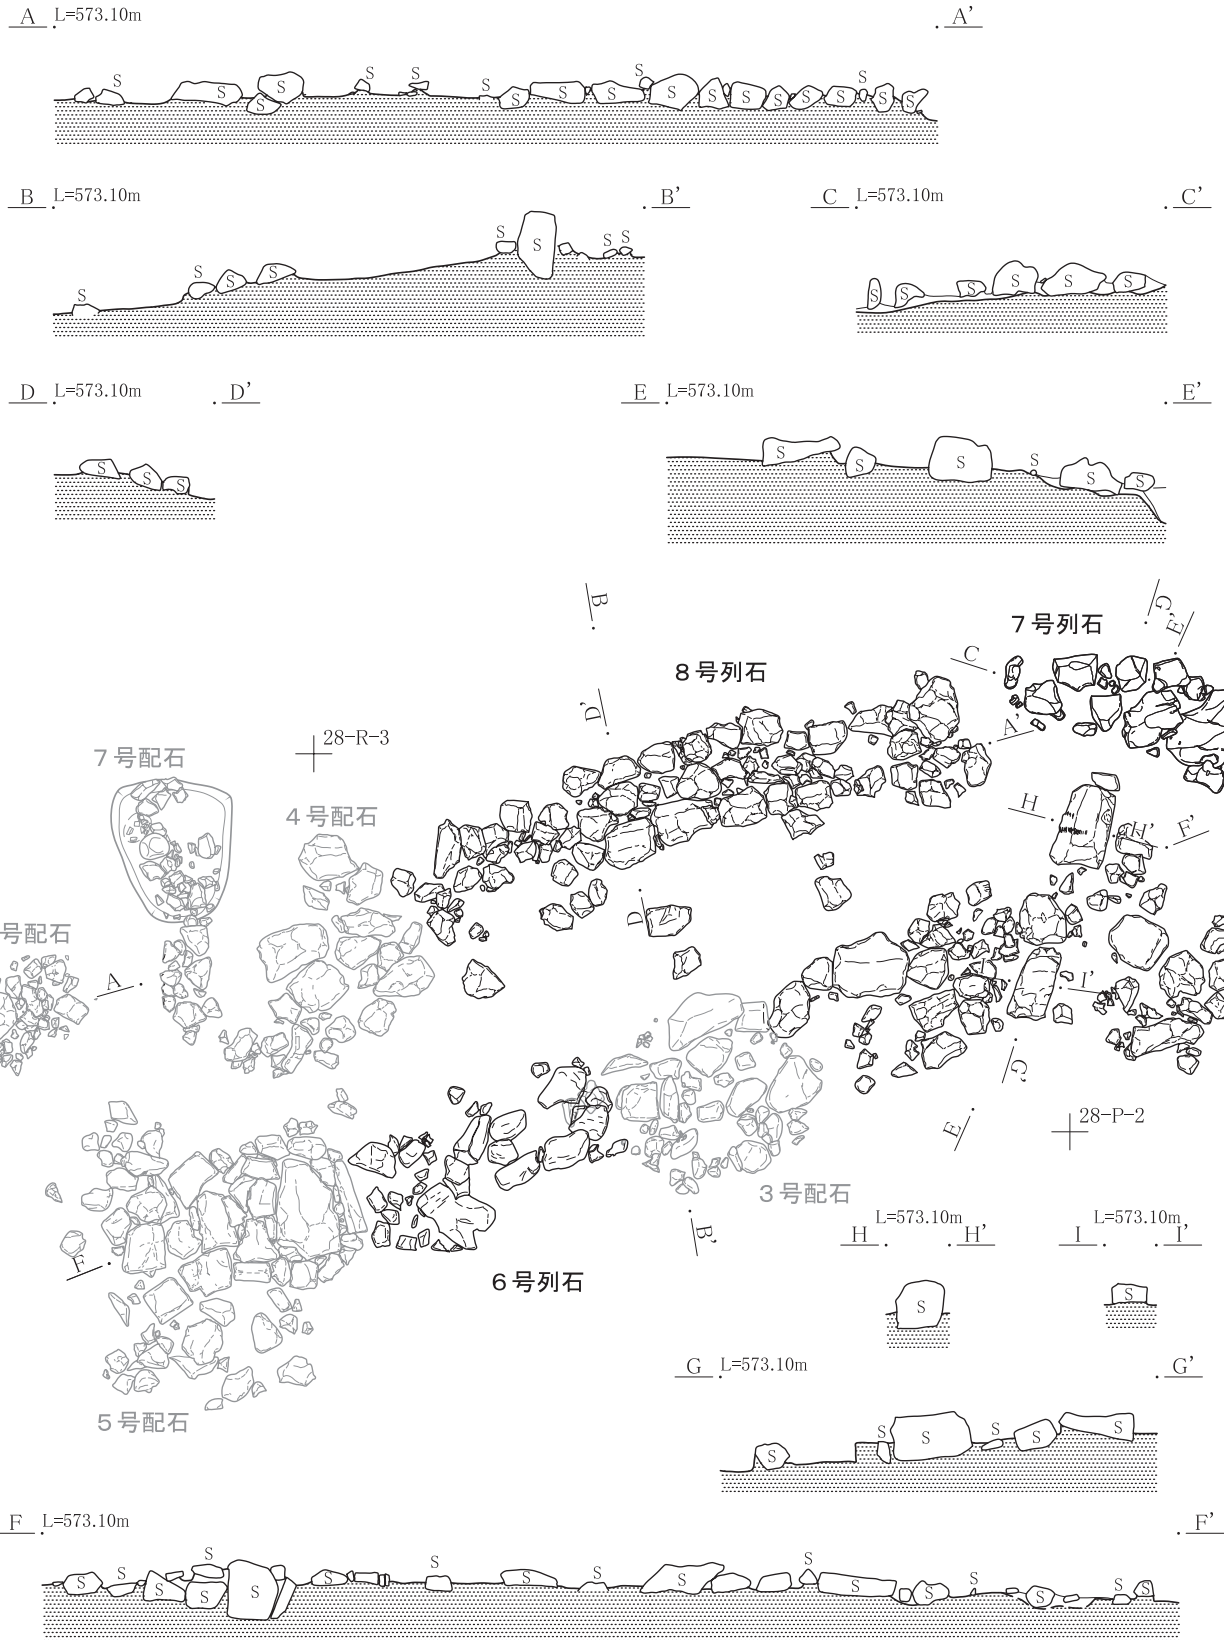 A L=573.10m A'
S S S S S S S S S S S S S S S S S S S S S
B L=573.10m B' C L=573.10m C'
S S S S S S S S
S S S S S S
D L=573.10m D' E L=573.10m E'
S S S
S S S S S S
B
G'
E'
7号列石
C
8号列石
D'
A'
28-R-3
7号配石
4号配石
H
H'
F'
D
号配石
A
I
I'
G'
E
28-P-2
3号配石
B'
F
6号列石
H L=573.10m H' I L=573.10m I'
S S
G L=573.10m G'
5号配石
S S S S S S
F L=573.10m F'
S S S S S S S S S S S S S S S S S S